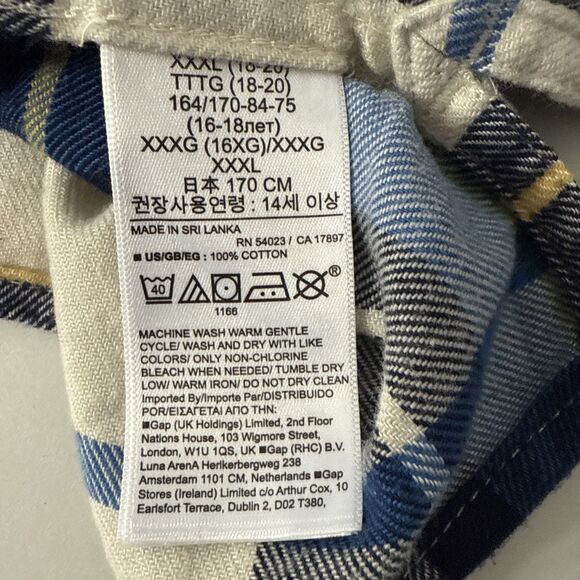 XXXL (16-20)
TTTG (18-20)
164/170-84-75
(16-18лет)
XXXG (16XG)/XXXG
XXXL
日本 170 CM
권장사용연령 : 14세 이상
MADE IN SRI LANKA
RN 54023 / CA 17897
■ US/GB/EG : 100% COTTON
40
®
1166
MACHINE WASH WARM GENTLE
CYCLE/ WASH AND DRY WITH LIKE
COLORS/ ONLY NON-CHLORINE
BLEACH WHEN NEEDED/ TUMBLE DRY
LOW/ WARM IRON/ DO NOT DRY CLEAN
Imported By/Importe Par/DISTRIBUIDO
POR/ΕΙΣΑΓΕΤΑΙ ΑΠΟ ΤΗΝ:
■Gap (UK Holdings) Limited, 2nd Floor
Nations House, 103 Wigmore Street,
London, W1U 1QS, UK ■Gap (RHC) B.V.
Luna ArenA Herikerbergweg 238
Amsterdam 1101 CM, Netherlands ■Gap
Stores (Ireland) Limited c/o Arthur Cox, 10
Earlsfort Terrace, Dublin 2, D02 T380,